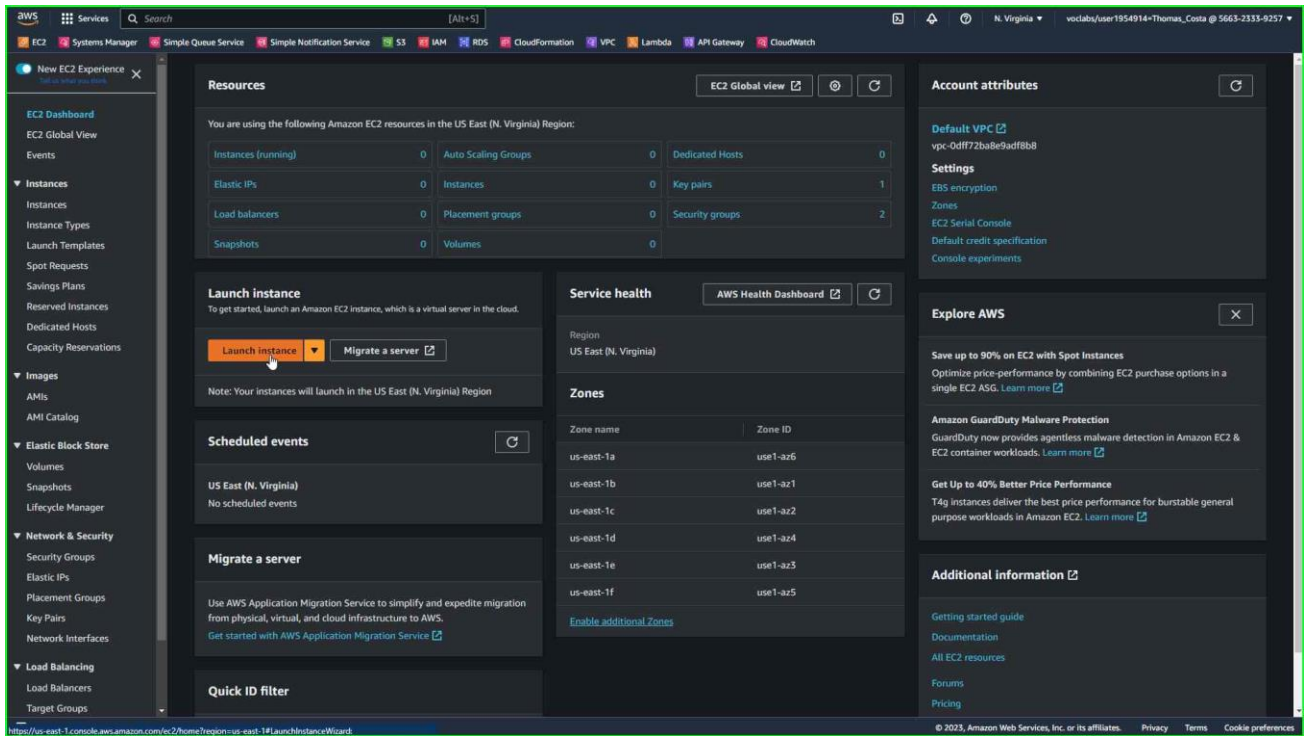 aws
Services
Search
[Alt+S]
N. Virginia
voclabs/user1954914=Thomas_Costa @ 5663-2333-9257
EC2 Systems Manager Simple Queue Service Simple Notification Service S3 IAM RDS CloudFormation VPC Lambda API Gateway CloudWatch
New EC2 Experience
Tell us what you think
EC2 Dashboard
EC2 Global View
Events
Instances
Instances
Instance Types
Launch Templates
Spot Requests
Savings Plans
Reserved Instances
Dedicated Hosts
Capacity Reservations
Images
AMIs
AMI Catalog
Elastic Block Store
Volumes
Snapshots
Lifecycle Manager
Network & Security
Security Groups
Elastic IPs
Placement Groups
Key Pairs
Network Interfaces
Load Balancing
Load Balancers
Target Groups
Resources
EC2 Global view
You are using the following Amazon EC2 resources in the US East (N. Virginia) Region:
Instances (running) 0 Auto Scaling Groups 0 Dedicated Hosts 0
Elastic IPs 0 Instances 0 Key pairs 1
Load balancers 0 Placement groups 0 Security groups 2
Snapshots 0 Volumes 0
Launch instance
To get started, launch an Amazon EC2 instance, which is a virtual server in the cloud.
Launch instance
Migrate a server
Note: Your instances will launch in the US East (N. Virginia) Region
Scheduled events
US East (N. Virginia)
No scheduled events
Migrate a server
Use AWS Application Migration Service to simplify and expedite migration
from physical, virtual, and cloud infrastructure to AWS.
Get started with AWS Application Migration Service
Quick ID filter
Service health
AWS Health Dashboard
Region
US East (N. Virginia)
Zones
Zone name Zone ID
us-east-1a use1-az6
us-east-1b use1-az1
us-east-1c use1-az2
us-east-1d use1-az4
us-east-1e use1-az3
us-east-1f use1-az5
Enable additional Zones
Account attributes
Default VPC
vpc-0dff72ba8e9adf8b8
Settings
EBS encryption
Zones
EC2 Serial Console
Default credit specification
Console experiments
Explore AWS
Save up to 90% on EC2 with Spot Instances
Optimize price-performance by combining EC2 purchase options in a
single EC2 ASG. Learn more
Amazon GuardDuty Malware Protection
GuardDuty now provides agentless malware detection in Amazon EC2 &
EC2 container workloads. Learn more
Get Up to 40% Better Price Performance
T4g instances deliver the best price performance for burstable general
purpose workloads in Amazon EC2. Learn more
Additional information
Getting started guide
Documentation
All EC2 resources
Forums
Pricing
https://us-east-1.console.aws.amazon.com/ec2/home?region=us-east-1#LaunchInstanceWizard:
© 2023, Amazon Web Services, Inc. or its affiliates. Privacy Terms Cookie preferences